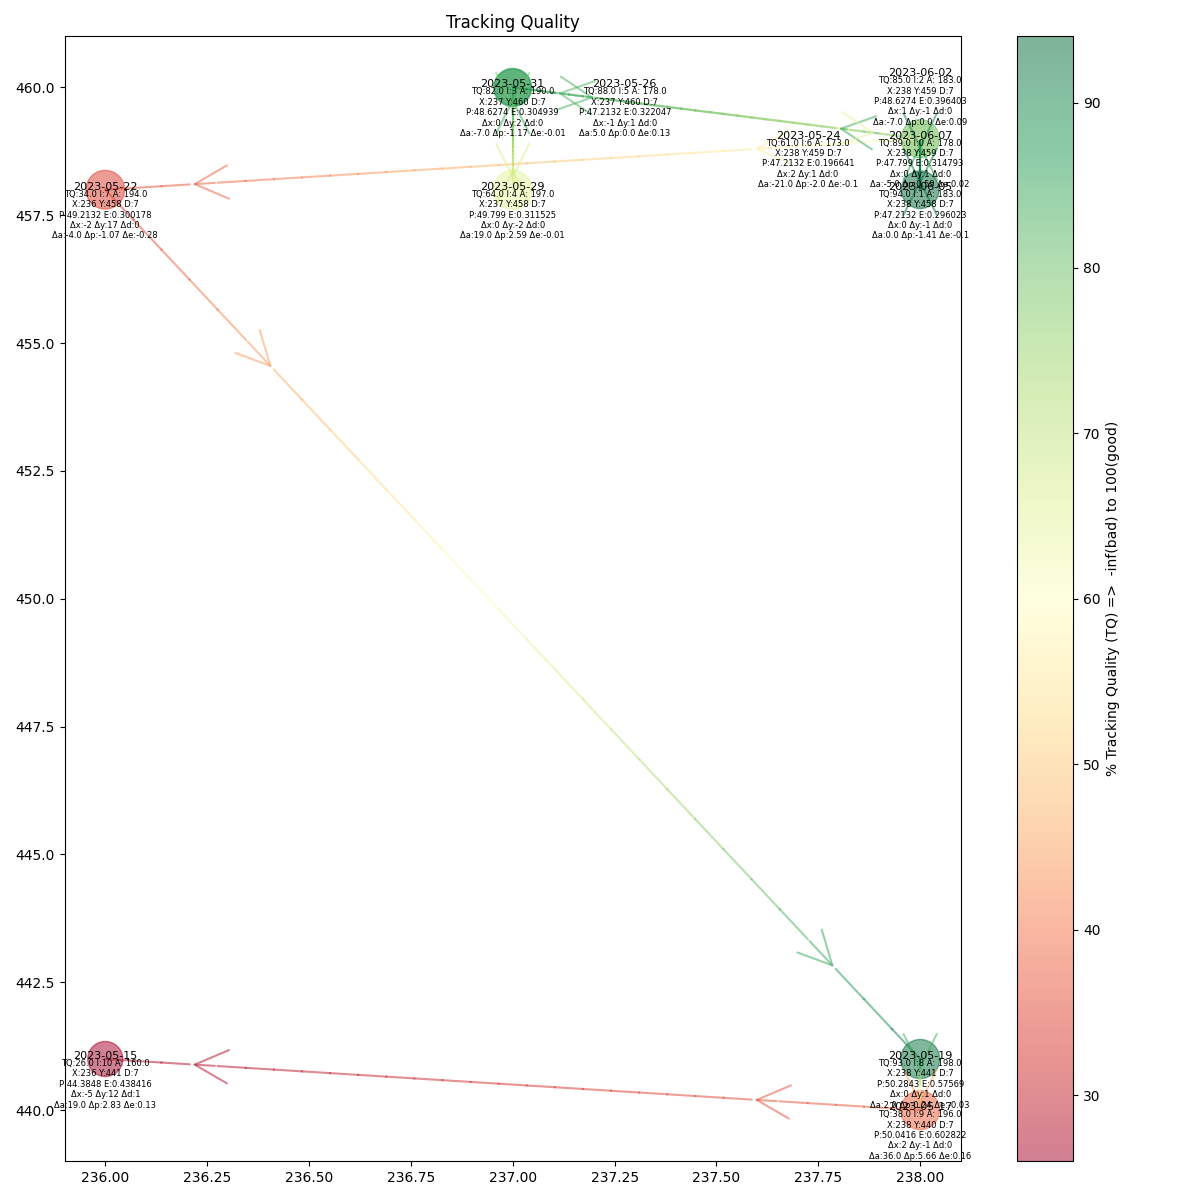 Tracking Quality
460.0
457.5
455.0
452.5
450.0
447.5
445.0
442.5
440.0
236.00
236.25
236.50
236.75
237.00
237.25
237.50
237.75
238.00
2023-05-31
TQ:82.0 I:3 A: 190.0
X:237 Y:460 D:7
P:48.6274 E:0.304939
Δx:0 Δy:2 Δd:0
Δa:-7.0 Δp:-1.17 Δe:-0.01
2023-05-26
TQ:88.0 I:5 A: 178.0
X:237 Y:460 D:7
P:47.2132 E:0.322047
Δx:-1 Δy:1 Δd:0
Δa:5.0 Δp:0.0 Δe:0.13
2023-06-02
TQ:85.0 I:2 A: 183.0
X:238 Y:459 D:7
P:48.6274 E:0.396403
Δx:1 Δy:-1 Δd:0
Δa:-7.0 Δp:0.0 Δe:0.09
2023-05-24
TQ:61.0 I:6 A: 173.0
X:238 Y:459 D:7
P:47.2132 E:0.196641
Δx:2 Δy:1 Δd:0
Δa:-21.0 Δp:-2.0 Δe:-0.1
2023-06-07
TQ:89.0 I:0 A: 178.0
X:238 Y:459 D:7
P:47.799 E:0.314793
Δx:0 Δy:1 Δd:0
TQ:94.0 I:1 A: 183.0
X:238 Y:458 D:7
P:47.2132 E:0.296023
Δx:0 Δy:-1 Δd:0
Δa:0.0 Δp:-1.41 Δe:-0.1
2023-05-22
TQ:34.0 I:7 A: 194.0
X:236 Y:458 D:7
P:49.2132 E:0.300178
Δx:-2 Δy:17 Δd:0
Δa:-4.0 Δp:-1.07 Δe:-0.28
2023-05-29
TQ:64.0 I:4 A: 197.0
X:237 Y:458 D:7
P:49.799 E:0.311525
Δx:0 Δy:-2 Δd:0
Δa:19.0 Δp:2.59 Δe:-0.01
2023-05-15
TQ:26.0 I:10 A: 160.0
X:236 Y:441 D:7
P:44.3848 E:0.438416
Δx:-5 Δy:12 Δd:1
Δa:19.0 Δp:2.83 Δe:0.13
2023-05-19
TQ:93.0 I:8 A: 198.0
X:238 Y:441 D:7
P:50.2843 E:0.57569
Δx:0 Δy:1 Δd:0
2023-05-17
TQ:38.0 I:9 A: 196.0
X:238 Y:440 D:7
P:50.0416 E:0.602822
Δx:2 Δy:-1 Δd:0
Δa:36.0 Δp:5.66 Δe:0.16
90
80
70
60
50
40
30
% Tracking Quality (TQ) => -inf(bad) to 100(good)